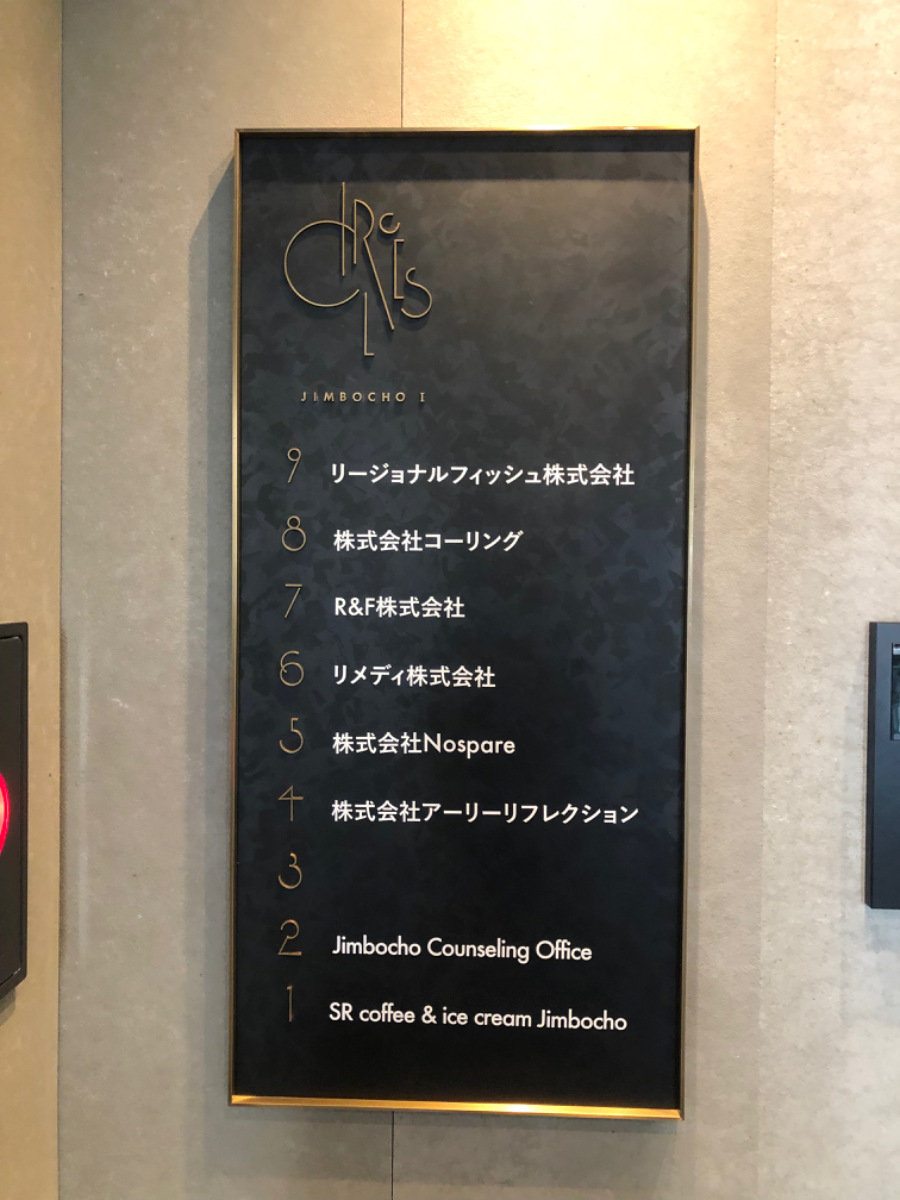 CIRCLES
JIMBOCHO I
9 リージョナルフィッシュ株式会社
8 株式会社コーリング
7 R&F株式会社
6 リメディ株式会社
5 株式会社Nospare
4 株式会社アーリーリフレクション
3
2 Jimbocho Counseling Office
1 SR coffee & ice cream Jimbocho